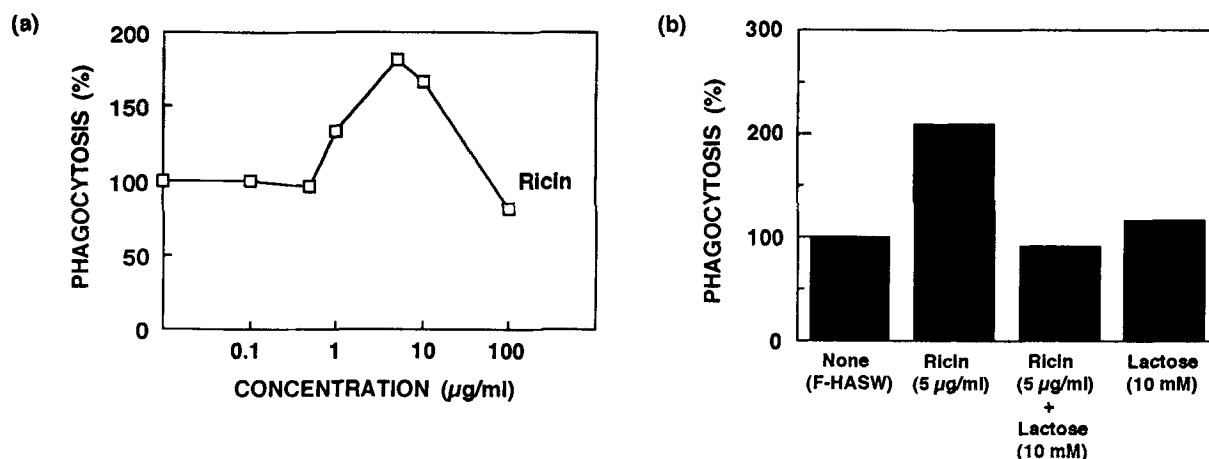 (a)
200
150
100
50
0
PHAGOCYTOSIS (%)
Ricin
0.1 1 10 100
CONCENTRATION (µg/ml)
(b)
300
200
100
0
PHAGOCYTOSIS (%)
None
(F-HASW)
Ricin
(5 µg/ml)
Ricin
(5 µg/ml)
+
Lactose
(10 mM)
Lactose
(10 mM)